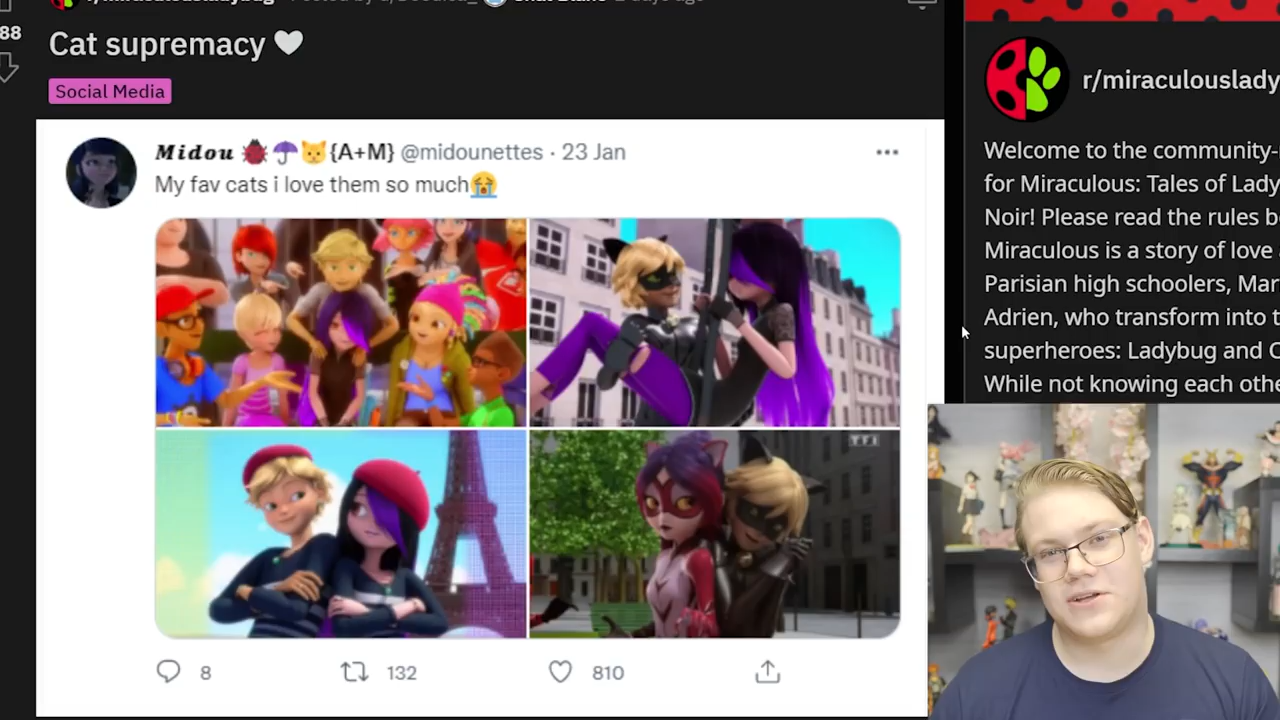 88
Cat supremacy 🤍
Social Media
Midou 🐞☂️🐱{A+M} @midounettes · 23 Jan
My fav cats i love them so much😭
TF1
8
132
810
r/miraculouslady
Welcome to the community-
for Miraculous: Tales of Lady
Noir! Please read the rules b
Miraculous is a story of love
Parisian high schoolers, Mar
Adrien, who transform into t
superheroes: Ladybug and C
While not knowing each othe